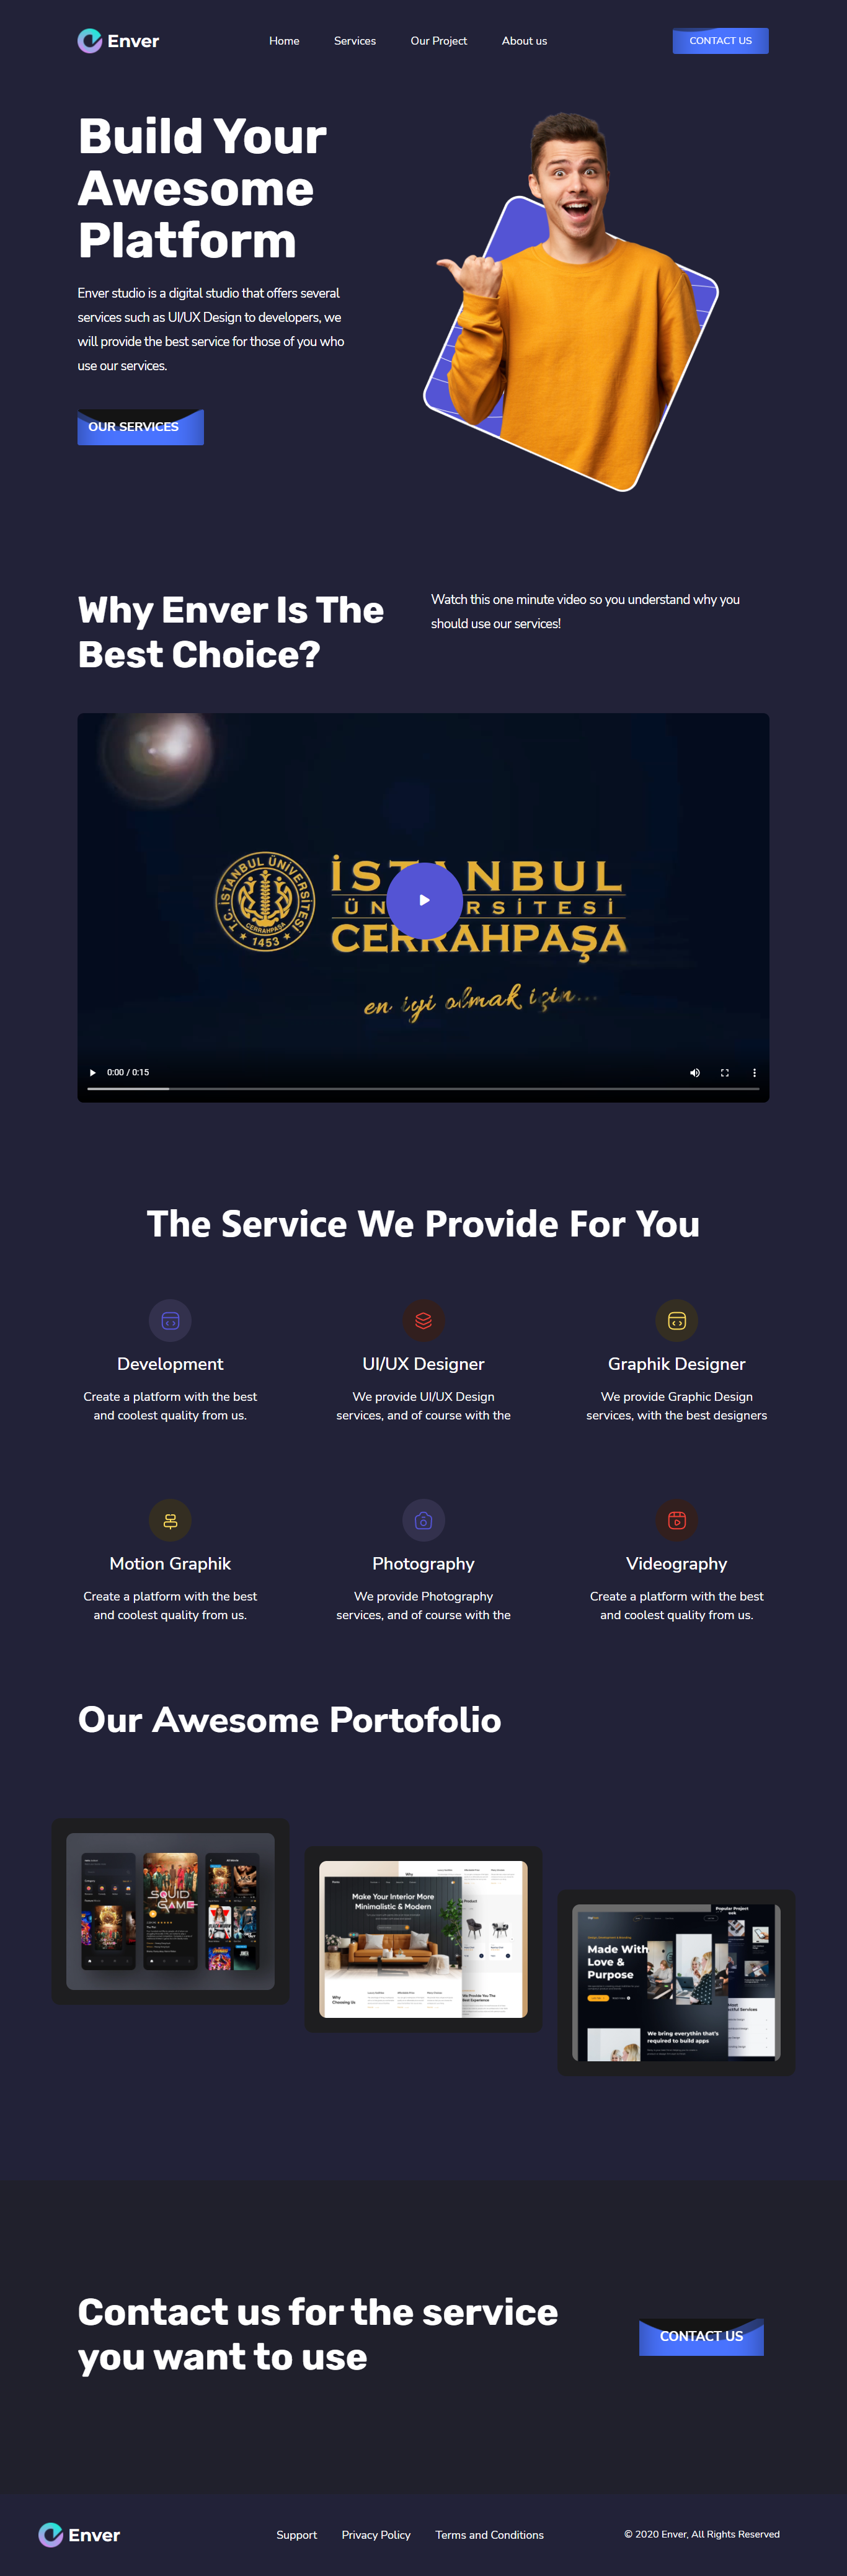 Enver
Home Services Our Project About us
CONTACT US
Build Your
Awesome
Platform
Enver studio is a digital studio that offers several
services such as UI/UX Design to developers, we
will provide the best service for those of you who
use our services.
OUR SERVICES
Why Enver Is The
Best Choice?
Watch this one minute video so you understand why you
should use our services!
T.C. İSTANBUL ÜNİVERSİTESİ
CERRAHPAŞA
1453
CERRAHPAŞA
en iyi olmak için...
0:00 / 0:15
The Service We Provide For You
Development
Create a platform with the best
and coolest quality from us.
UI/UX Designer
We provide UI/UX Design
services, and of course with the
Graphik Designer
We provide Graphic Design
services, with the best designers
Motion Graphik
Create a platform with the best
and coolest quality from us.
Photography
We provide Photography
services, and of course with the
Videography
Create a platform with the best
and coolest quality from us.
Our Awesome Portofolio
SQUID
GAME
Make Your Interior More
Minimalistic & Modern
Why
Choosing Us
Made With
Love &
Purpose
We bring everythin that's
required to build apps
Popular Project
Contact us for the service
you want to use
CONTACT US
Enver
Support Privacy Policy Terms and Conditions
© 2020 Enver, All Rights Reserved